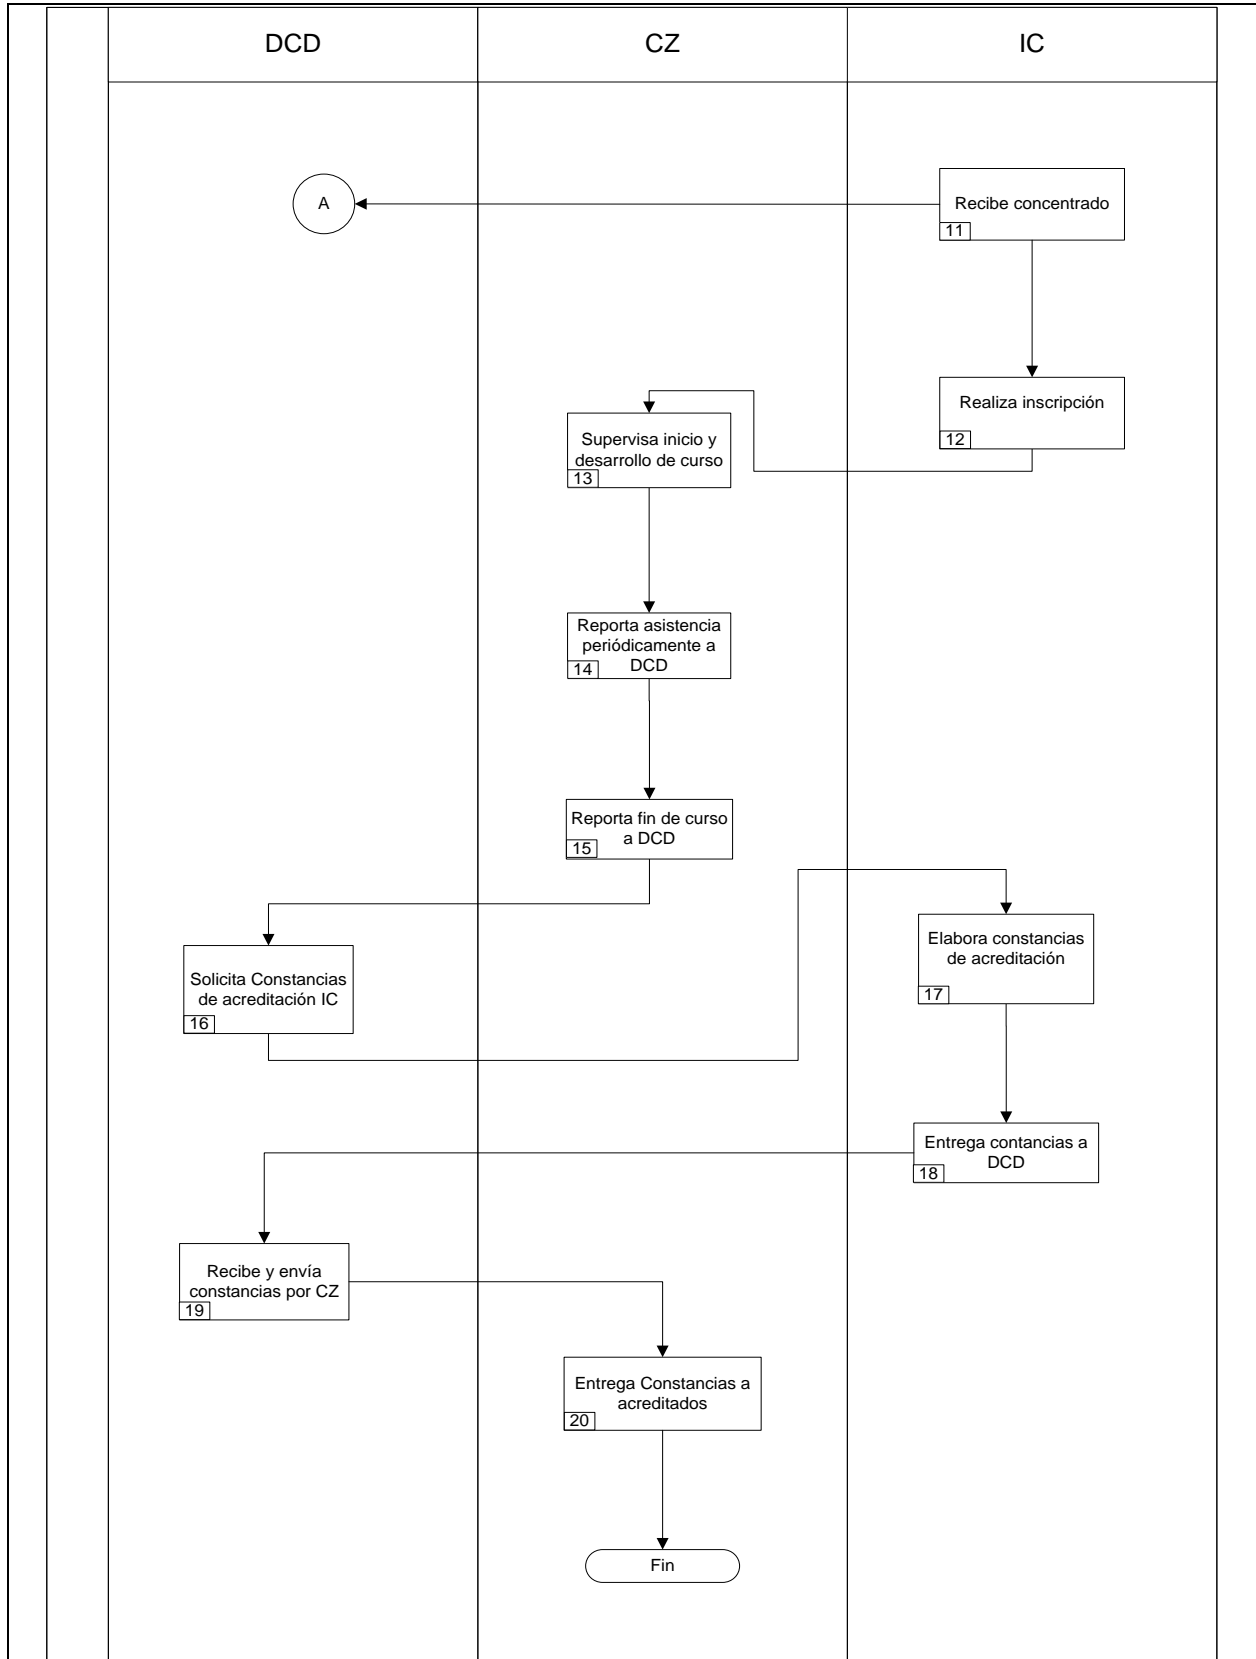 DCD
CZ
IC
A
Recibe concentrado
11
Realiza inscripción
12
Supervisa inicio y
desarrollo de curso
13
Reporta asistencia
periódicamente a
DCD
14
Reporta fin de curso
a DCD
15
Solicita Constancias
de acreditación IC
16
Elabora constancias
de acreditación
17
Entrega contancias a
DCD
18
Recibe y envía
constancias por CZ
19
Entrega Constancias a
acreditados
20
Fin